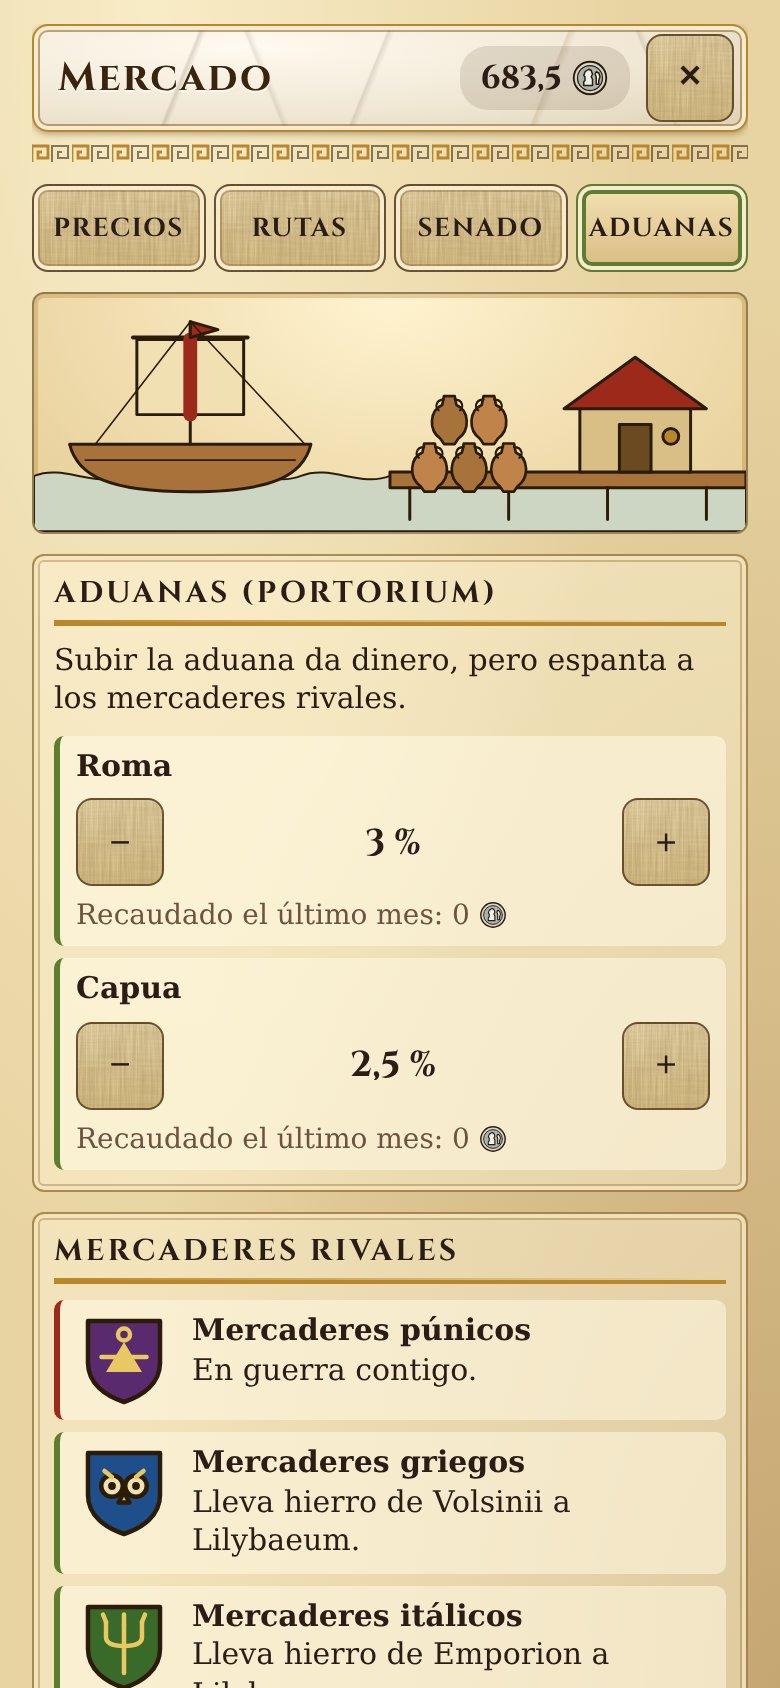 MERCADO
683,5
×
PRECIOS
RUTAS
SENADO
ADUANAS
ADUANAS (PORTORIUM)
Subir la aduana da dinero, pero espanta a
los mercaderes rivales.
Roma
−
3 %
+
Recaudado el último mes: 0
Capua
−
2,5 %
+
Recaudado el último mes: 0
MERCADERES RIVALES
Mercaderes púnicos
En guerra contigo.
Mercaderes griegos
Lleva hierro de Volsinii a
Lilybaeum.
Mercaderes itálicos
Lleva hierro de Emporion a